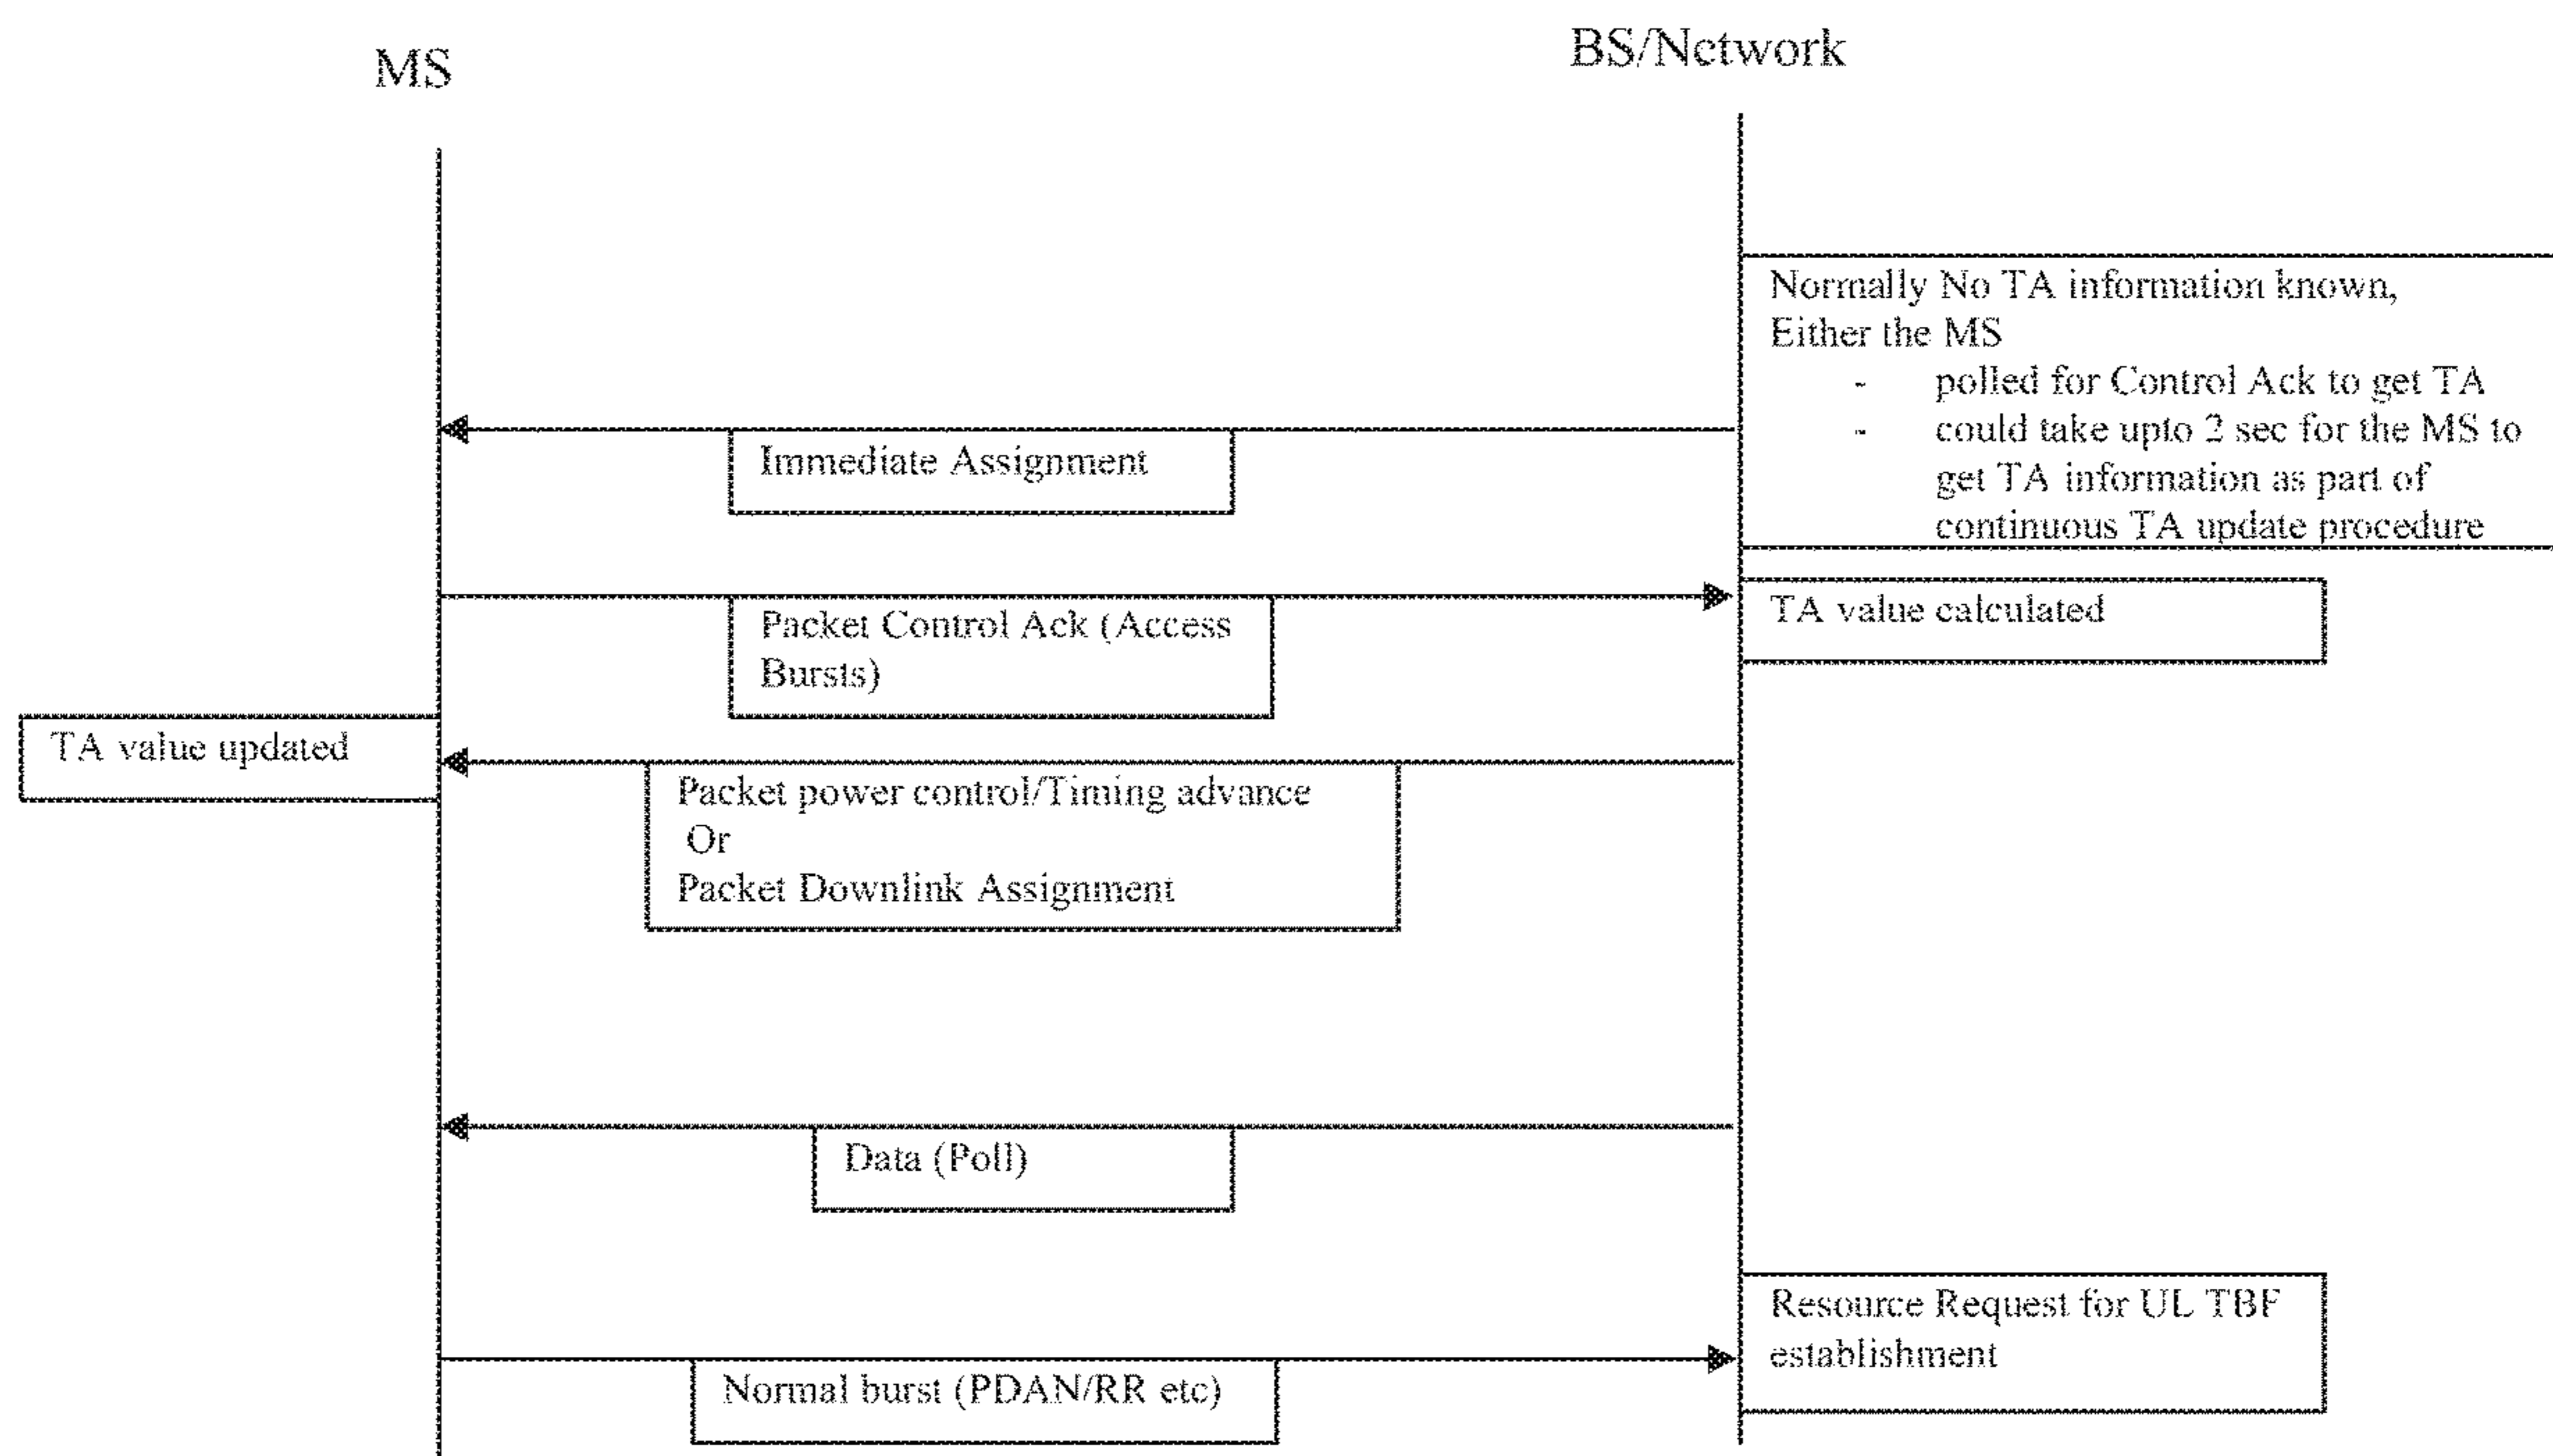 MS
BS/Network
Normally No TA information known,
Either the MS
- polled for Control Ack to get TA
- could take upto 2 sec for the MS to
get TA information as part of
continuous TA update procedure
Immediate Assignment
Packet Control Ack (Access
Bursts)
TA value calculated
TA value updated
Packet power control/Timing advance
Or
Packet Downlink Assignment
Data (Poll)
Resource Request for UL TBF
establishment
Normal burst (PDAN/RR etc)